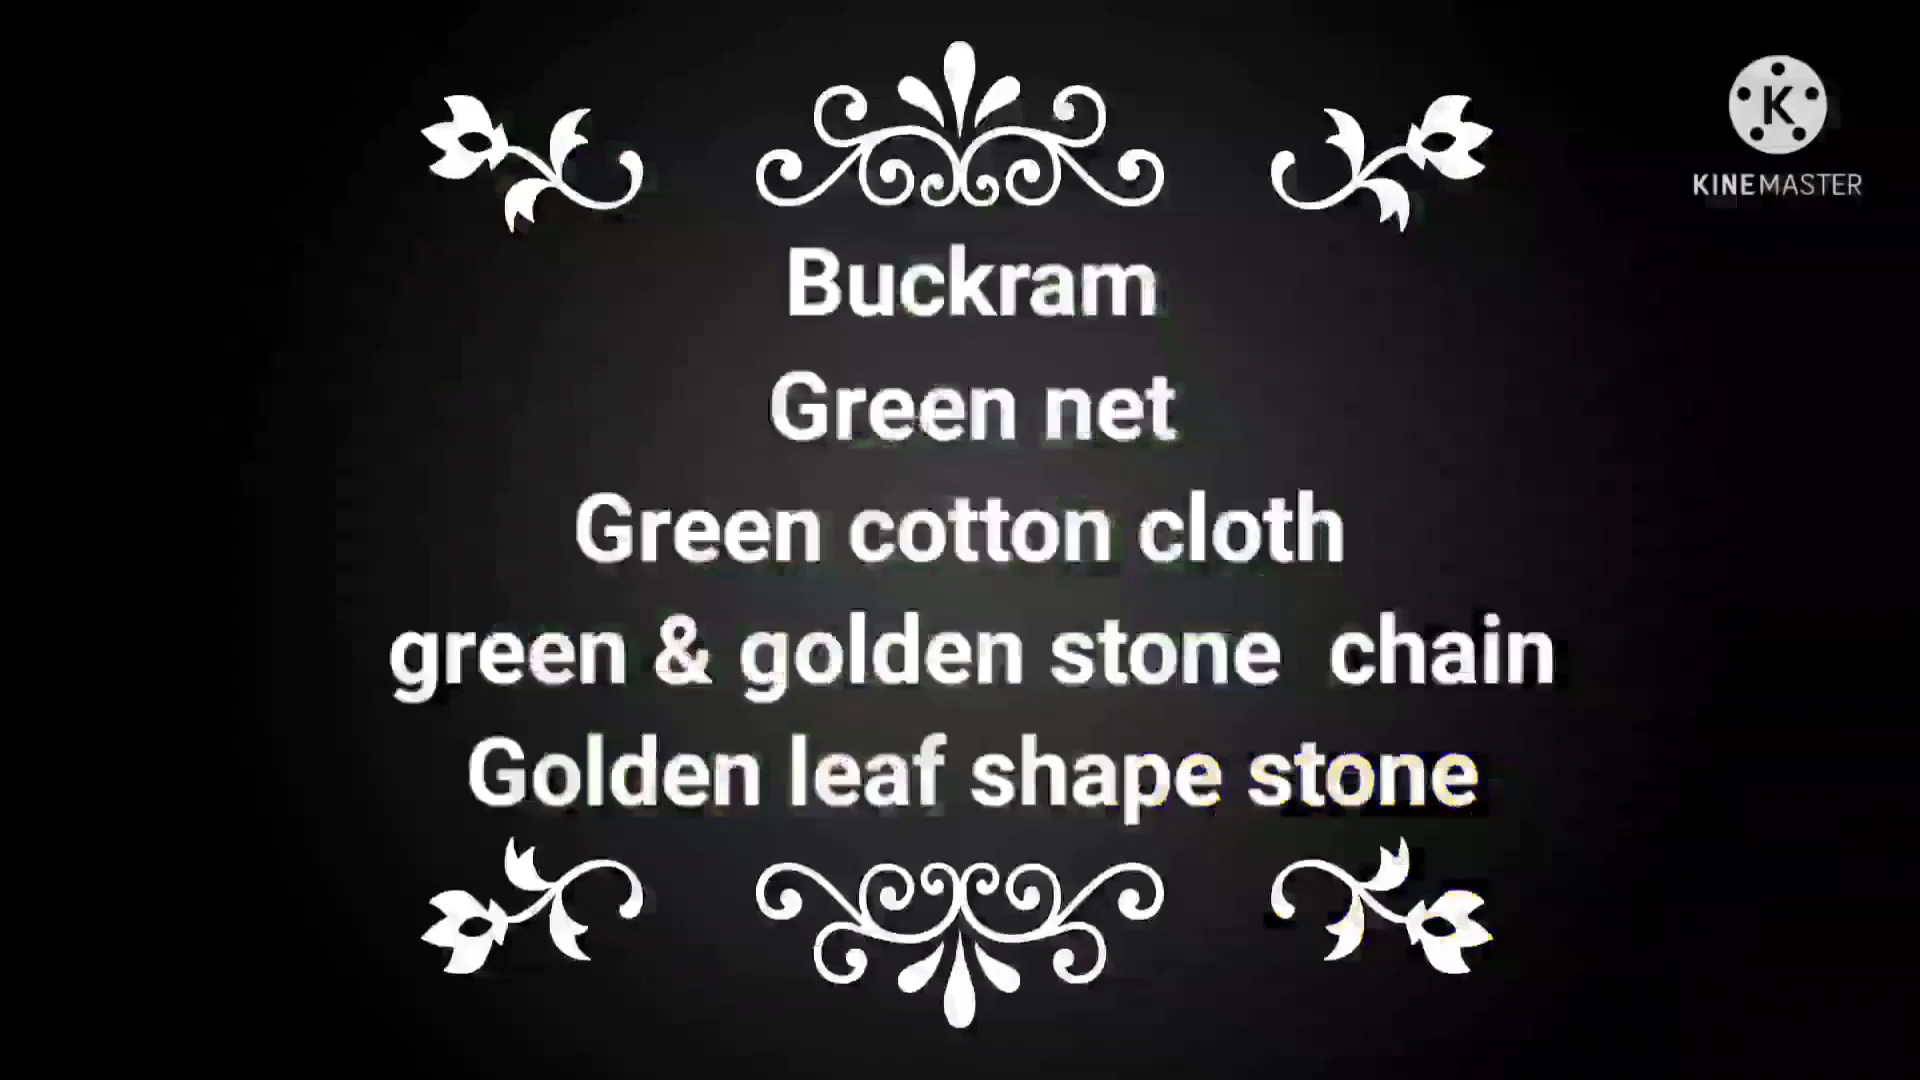 K
KINEMASTER
Buckram
Green net
Green cotton cloth
green & golden stone  chain
Golden leaf shape stone